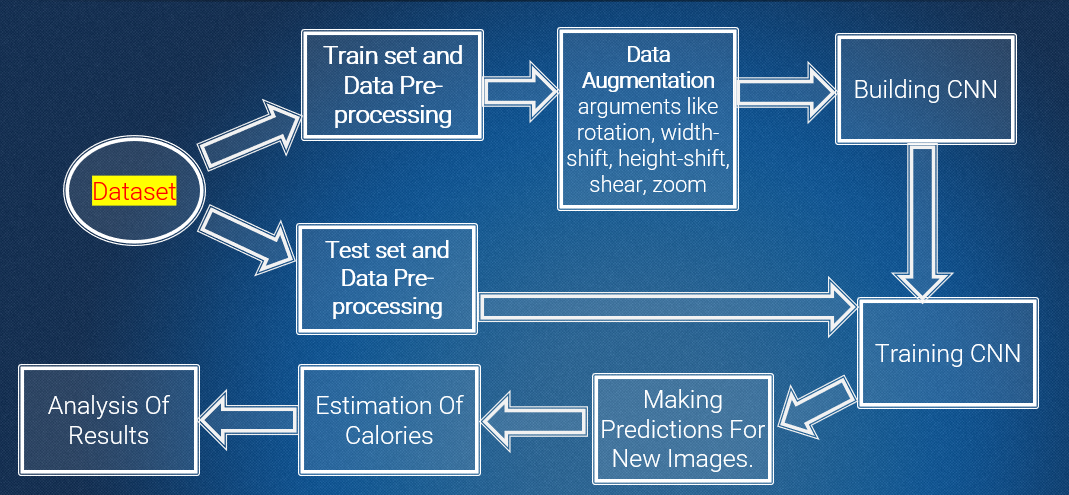 Dataset
Train set and
Data Pre-
processing
Data
Augmentation
arguments like
rotation, width-
shift, height-shift,
shear, zoom
Building CNN
Test set and
Data Pre-
processing
Training CNN
Making
Predictions For
New Images.
Estimation Of
Calories
Analysis Of
Results